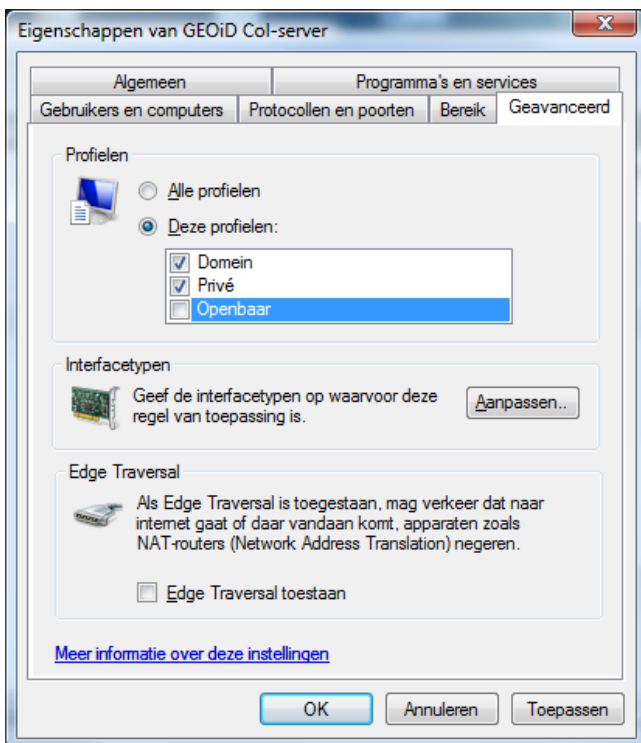 Eigenschappen van GEOiD Col-server
Algemeen
Programma's en services
Gebruikers en computers
Protocollen en poorten
Bereik
Geavanceerd
Profielen
Alle profielen
Deze profielen:
Domein
Privé
Openbaar
Interfacetypen
Geef de interfacetypen op waarvoor deze
regel van toepassing is.
Aanpassen..
Edge Traversal
Als Edge Traversal is toegestaan, mag verkeer dat naar
internet gaat of daar vandaan komt, apparaten zoals
NAT-routers (Network Address Translation) negeren.
Edge Traversal toestaan
Meer informatie over deze instellingen
OK
Annuleren
Toepassen